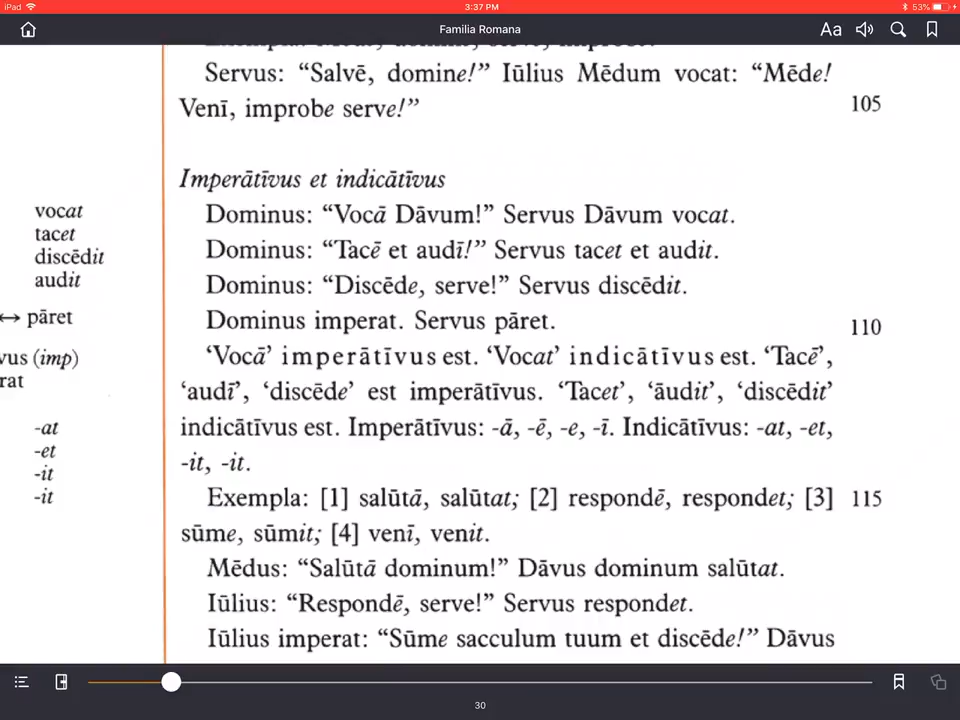 iPad
3:37 PM
53%
Familia Romana
Aa
Servus: “Salvē, domine!” Iūlius Mēdum vocat: “Mēde!
Venī, improbe serve!”
105
Imperātīvus et indicātīvus
Dominus: “Vocā Dāvum!” Servus Dāvum vocat.
Dominus: “Tacē et audī!” Servus tacet et audit.
Dominus: “Discēde, serve!” Servus discēdit.
Dominus imperat. Servus pāret.
110
‘Vocā’ imperātīvus est. ‘Vocat’ indicātīvus est. ‘Tacē’,
‘audī’, ‘discēde’ est imperātīvus. ‘Tacet’, ‘āudit’, ‘discēdit’
indicātīvus est. Imperātīvus: -ā, -ē, -e, -ī. Indicātīvus: -at, -et,
-it, -it.
Exempla: [1] salūtā, salūtat; [2] respondē, respondet; [3]
115
sūme, sūmit; [4] venī, venit.
Mēdus: “Salūtā dominum!” Dāvus dominum salūtat.
Iūlius: “Respondē, serve!” Servus respondet.
Iūlius imperat: “Sūme sacculum tuum et discēde!” Dāvus
vocat
tacet
discēdit
audit
↔ pāret
vus (imp)
rat
-at
-et
-it
-it
30